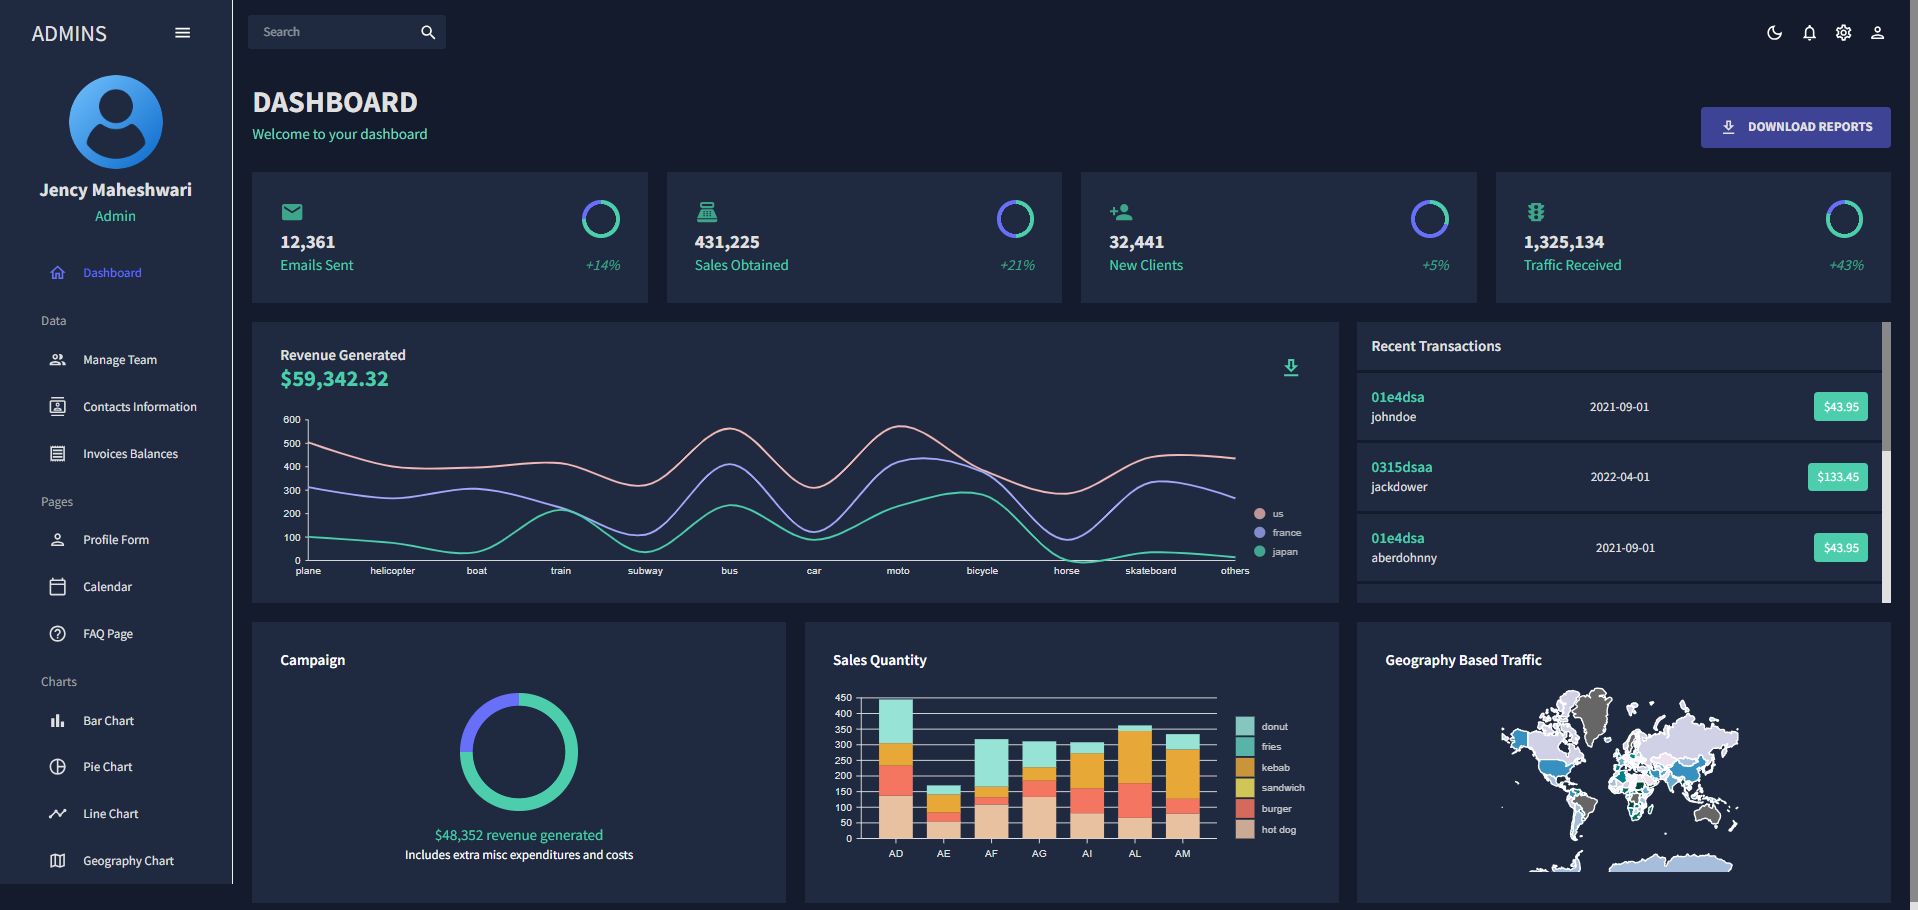 ADMINS
Search
Jency Maheshwari
Admin
Dashboard
Data
Manage Team
Contacts Information
Invoices Balances
Pages
Profile Form
Calendar
FAQ Page
Charts
Bar Chart
Pie Chart
Line Chart
Geography Chart
DASHBOARD
Welcome to your dashboard
DOWNLOAD REPORTS
12,361
Emails Sent +14%
431,225
Sales Obtained +21%
32,441
New Clients +5%
1,325,134
Traffic Received +43%
Revenue Generated
$59,342.32
600
500
400
300
200
100
0
plane helicopter boat train subway bus car moto bicycle horse skateboard others
us
france
japan
Recent Transactions
01e4dsa
johndoe
2021-09-01
$43.95
0315dsaa
jackdower
2022-04-01
$133.45
01e4dsa
aberdohnny
2021-09-01
$43.95
Campaign
$48,352 revenue generated
Includes extra misc expenditures and costs
Sales Quantity
450
400
350
300
250
200
150
100
50
0
AD AE AF AG AI AL AM
donut
fries
kebab
sandwich
burger
hot dog
Geography Based Traffic